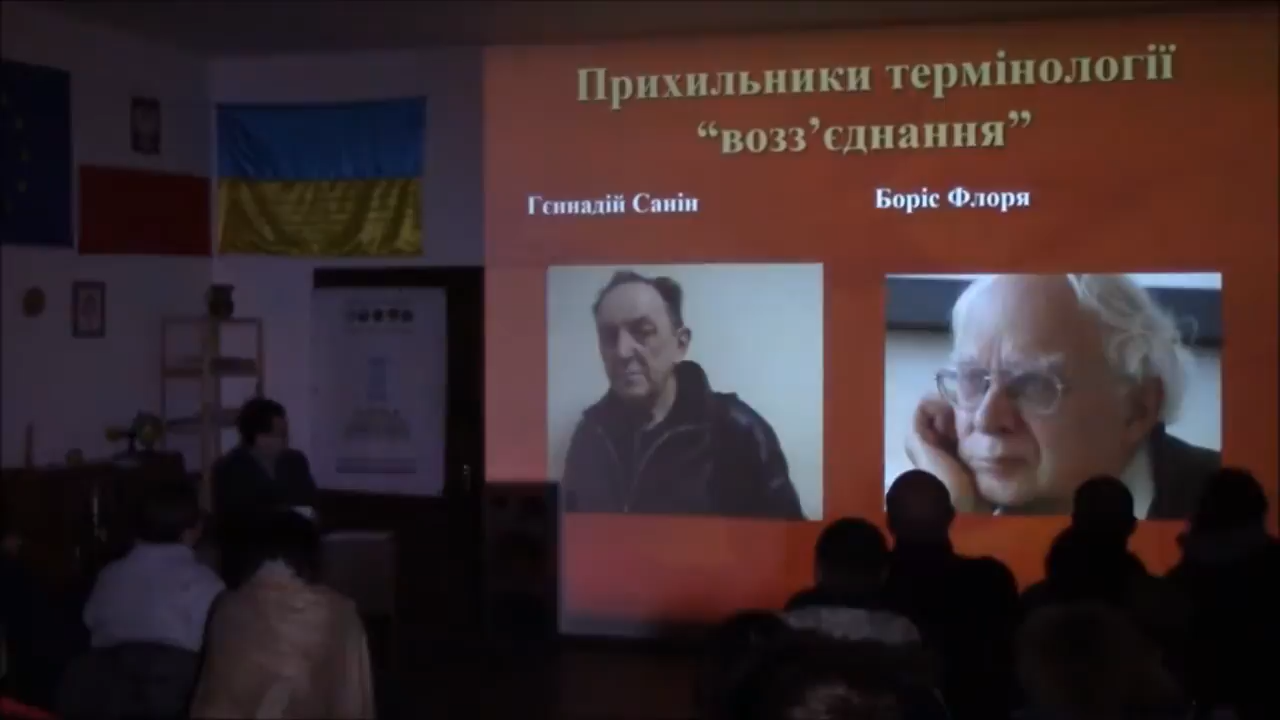 Прихильники термінології
“возз’єднання”
Гєннадій Санін
Боріс Флоря